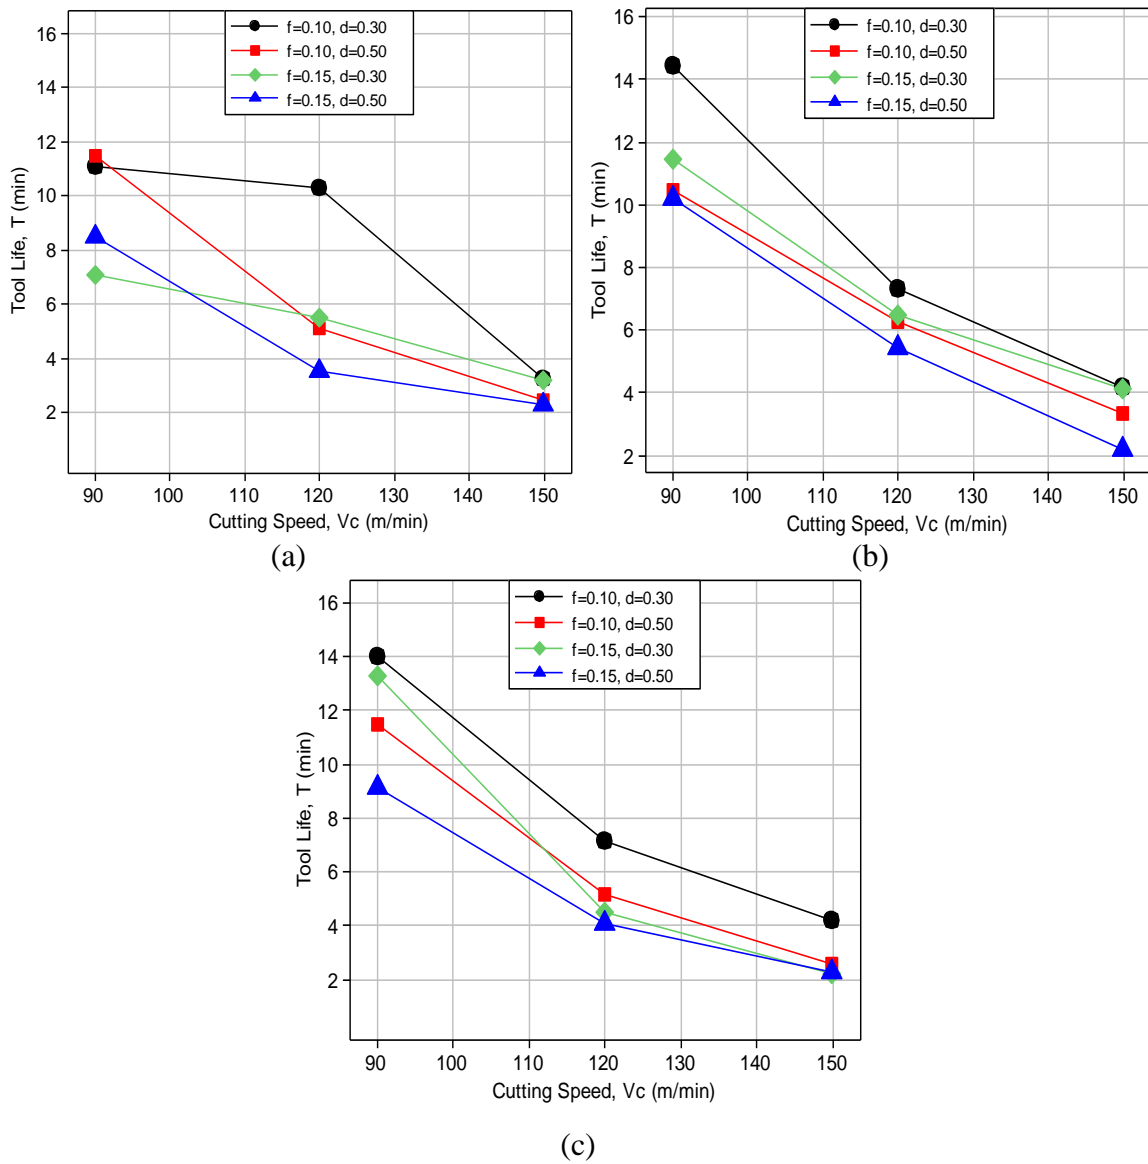 16
14
12
10
8
6
4
2
Tool Life, T (min)
f=0.10, d=0.30
f=0.10, d=0.50
f=0.15, d=0.30
f=0.15, d=0.50
90 100 110 120 130 140 150
Cutting Speed, Vc (m/min)
(a)
16
14
12
10
8
6
4
2
Tool Life, T (min)
f=0.10, d=0.30
f=0.10, d=0.50
f=0.15, d=0.30
f=0.15, d=0.50
90 100 110 120 130 140 150
Cutting Speed, Vc (m/min)
(b)
16
14
12
10
8
6
4
2
Tool Life, T (min)
f=0.10, d=0.30
f=0.10, d=0.50
f=0.15, d=0.30
f=0.15, d=0.50
90 100 110 120 130 140 150
Cutting Speed, Vc (m/min)
(c)